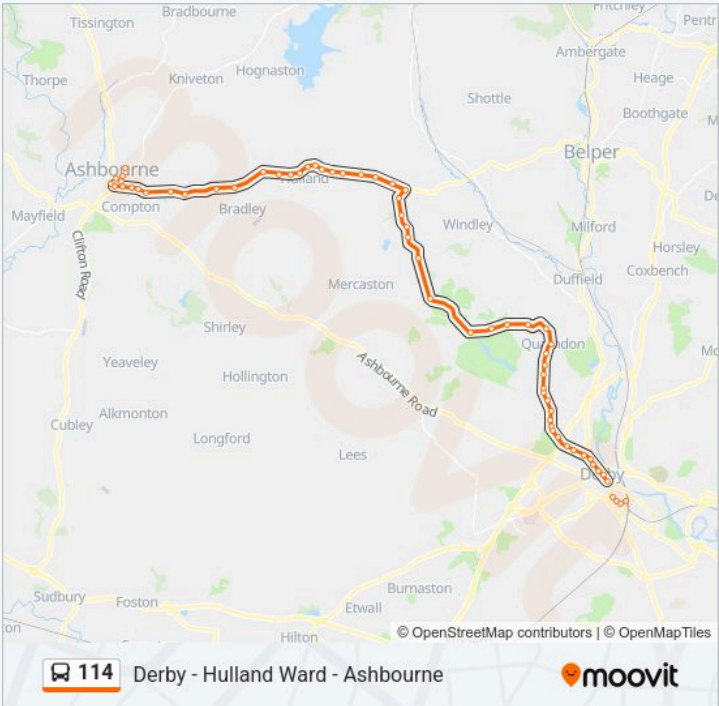 Bradbourne
Tissington
Ambergate
Hognaston
Kniveton
Thorpe
Heage
Shottle
Boothgate
Belper
Ashbourne
Hulland
Compton
Bradley
Mayfield
Windley
Milford
Horsley
Coxbench
Clifton Road
Duffield
Mercaston
Shirley
Quarndon
Yeaveley
Ashbourne Road
Hollington
Alkmonton
Cubley
Longford
Lees
Derby
Burnaston
Sudbury
Foston
Etwall
Hilton
© OpenStreetMap contributors | © OpenMapTiles
114 Derby - Hulland Ward - Ashbourne
moovit